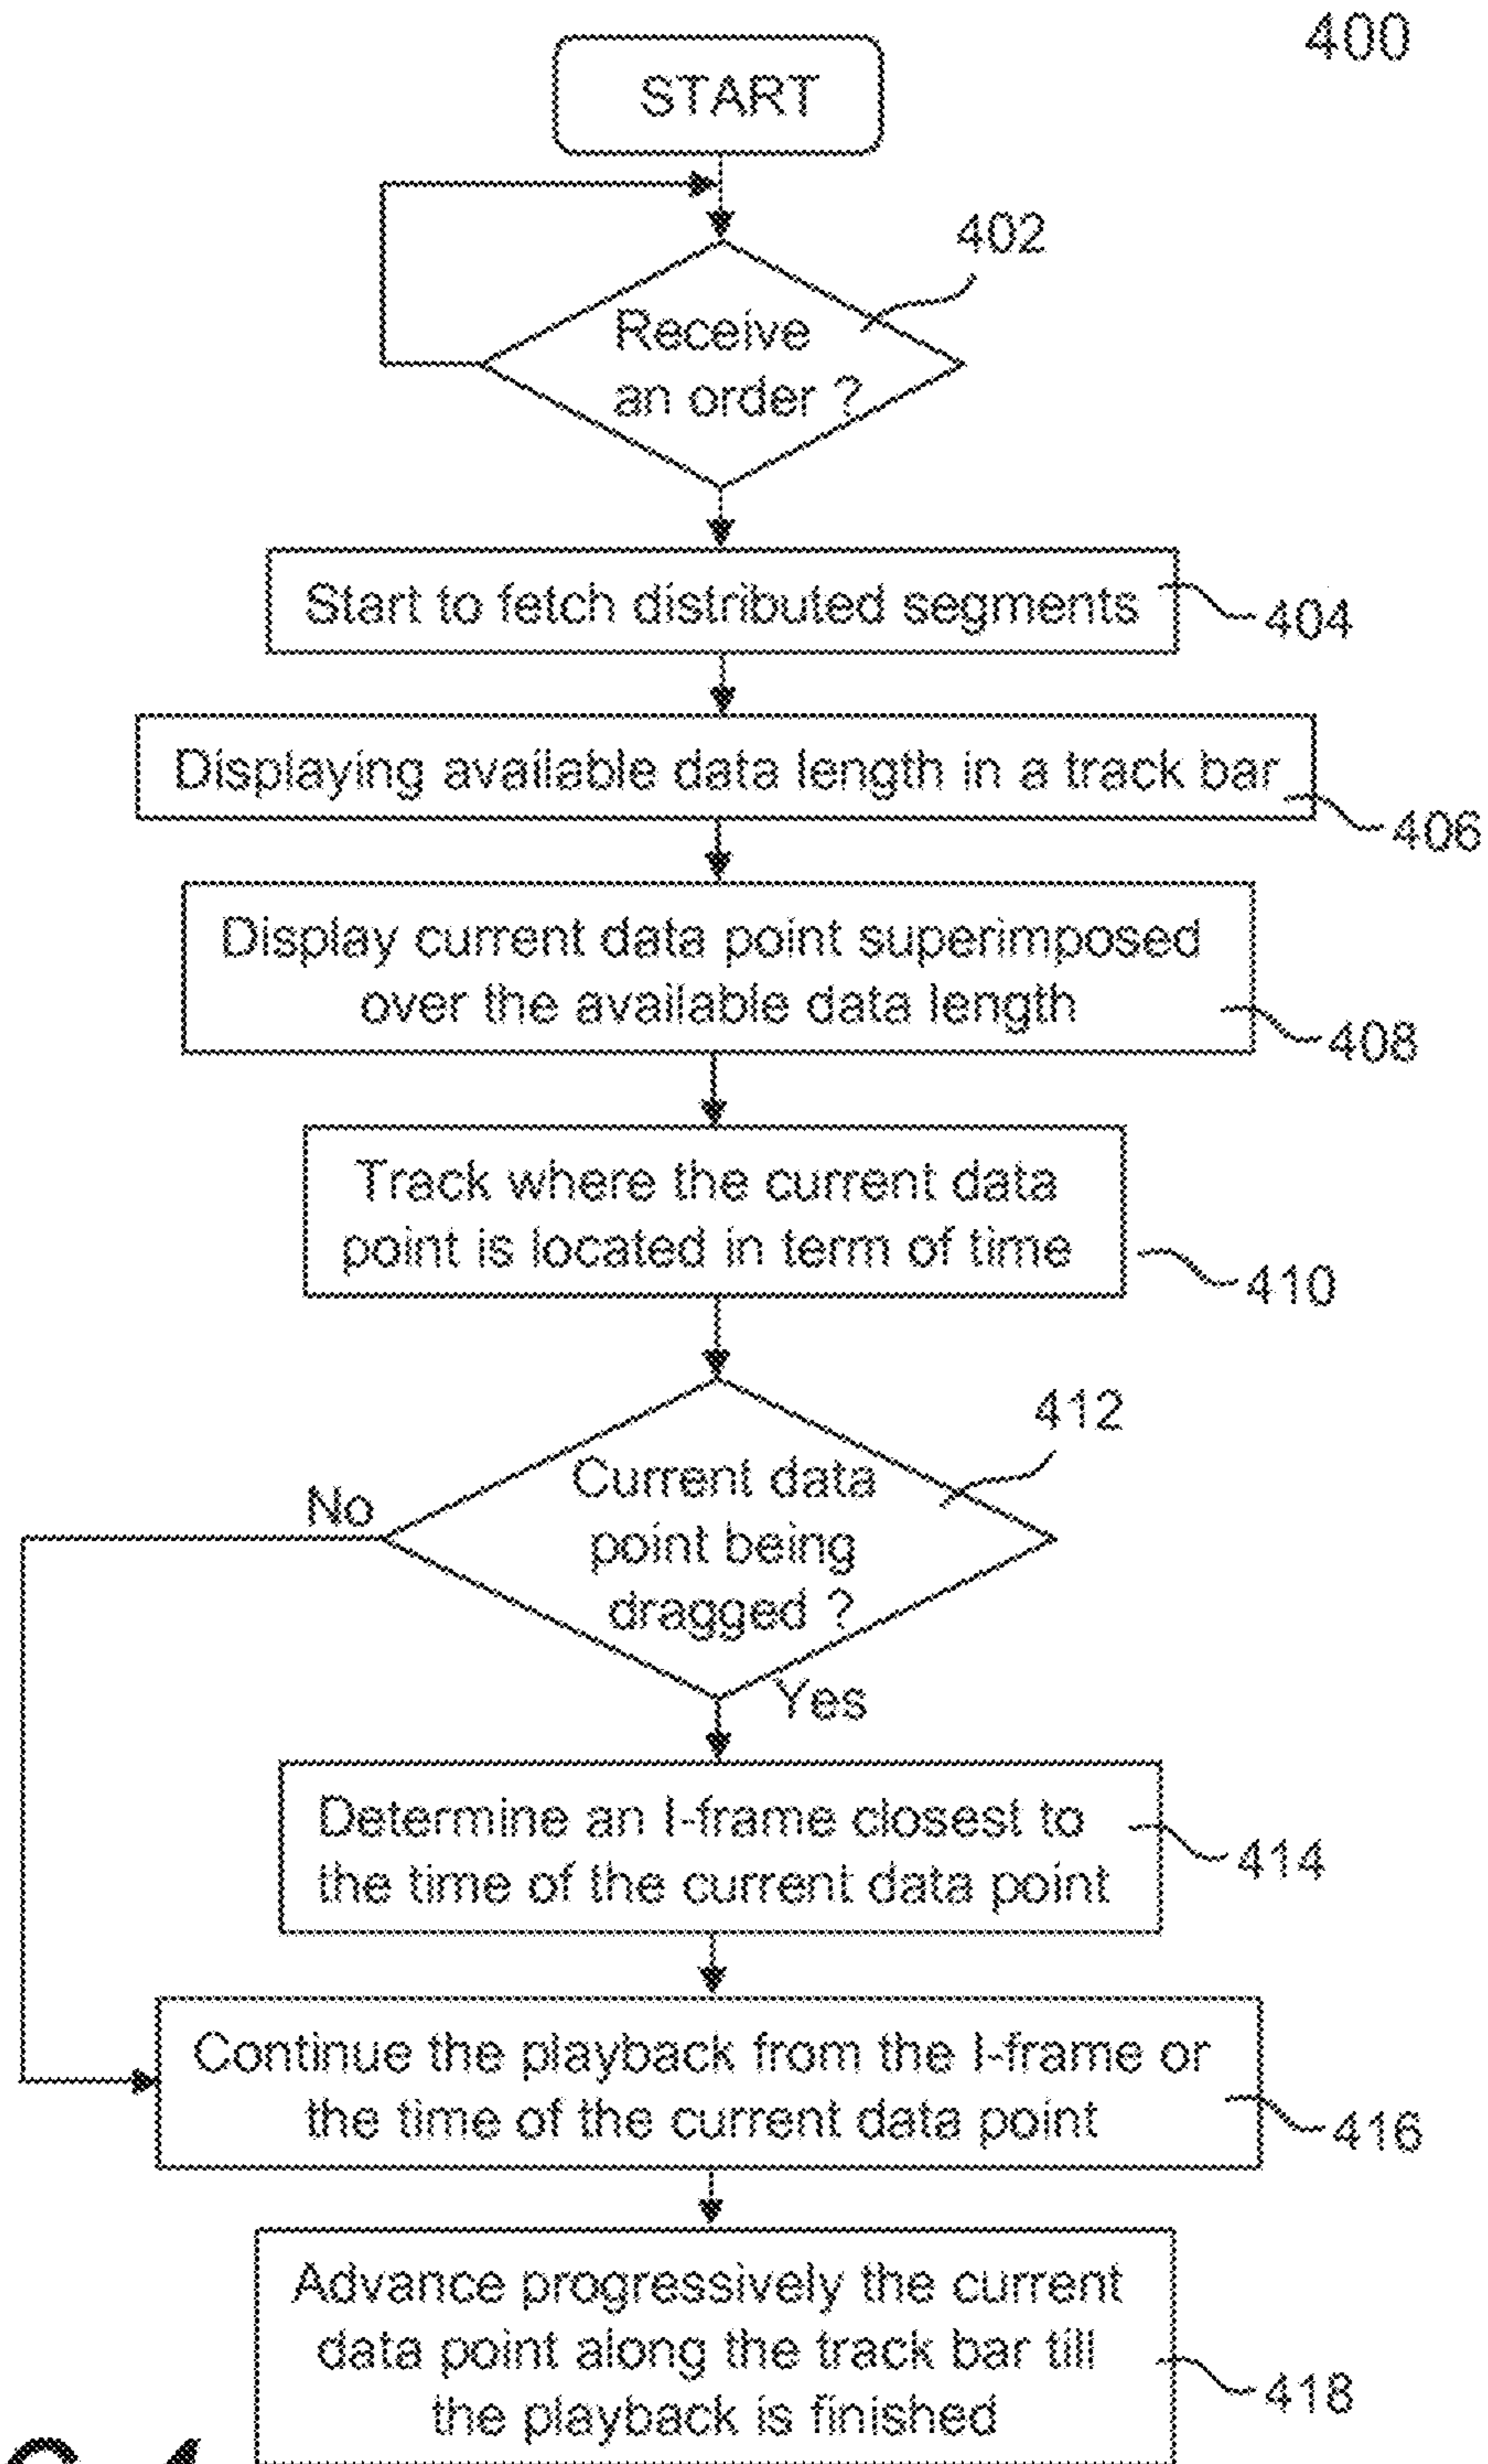 400
START
402
Receive
an order ?
Start to fetch distributed segments
404
Displaying available data length in a track bar
406
Display current data point superimposed
over the available data length
408
Track where the current data
point is located in term of time
410
412
Current data
point being
dragged ?
No
Yes
Determine an I-frame closest to
the time of the current data point
414
Continue the playback from the I-frame or
the time of the current data point
416
Advance progressively the current
data point along the track bar till
the playback is finished
418